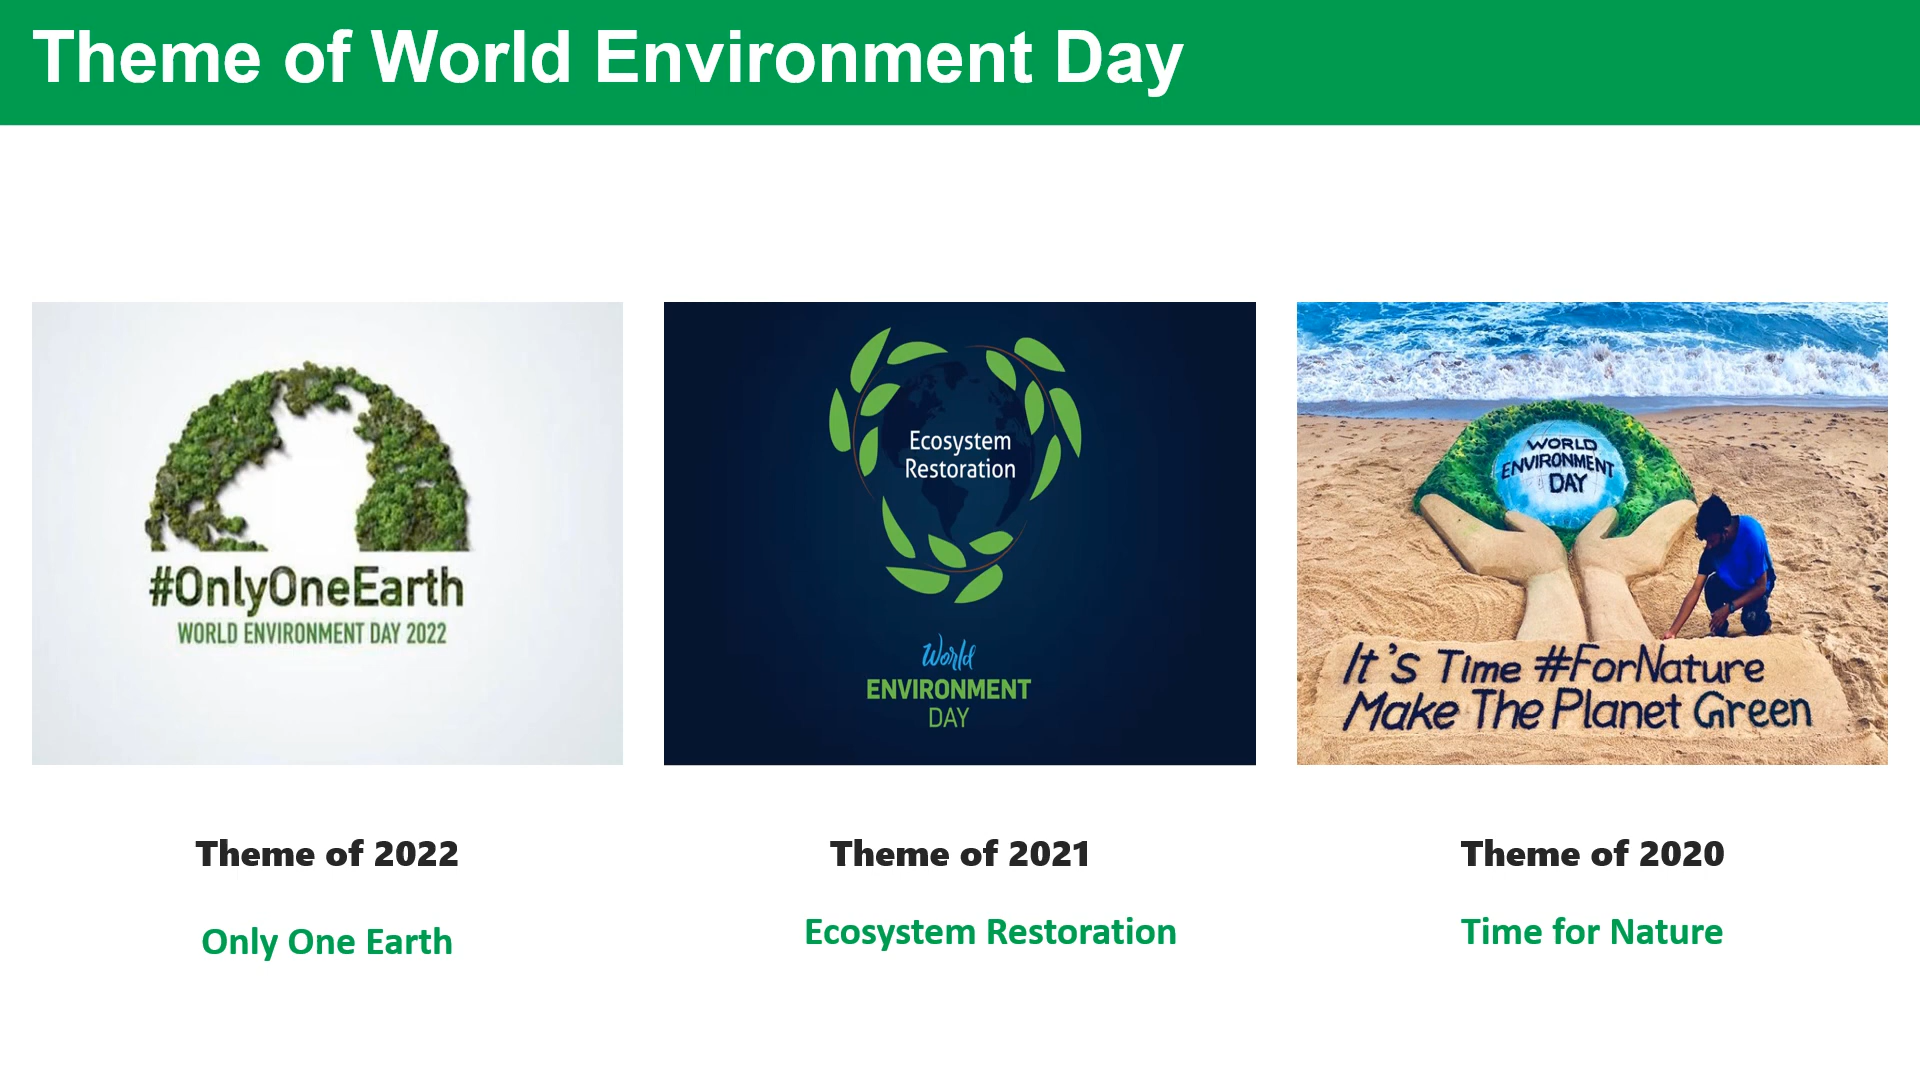 Theme of World Environment Day
#OnlyOneEarth
WORLD ENVIRONMENT DAY 2022
Ecosystem
Restoration
World
ENVIRONMENT
DAY
WORLD
ENVIRONMENT
DAY
It's Time #ForNature
Make The Planet Green
Theme of 2022
Theme of 2021
Theme of 2020
Only One Earth
Ecosystem Restoration
Time for Nature